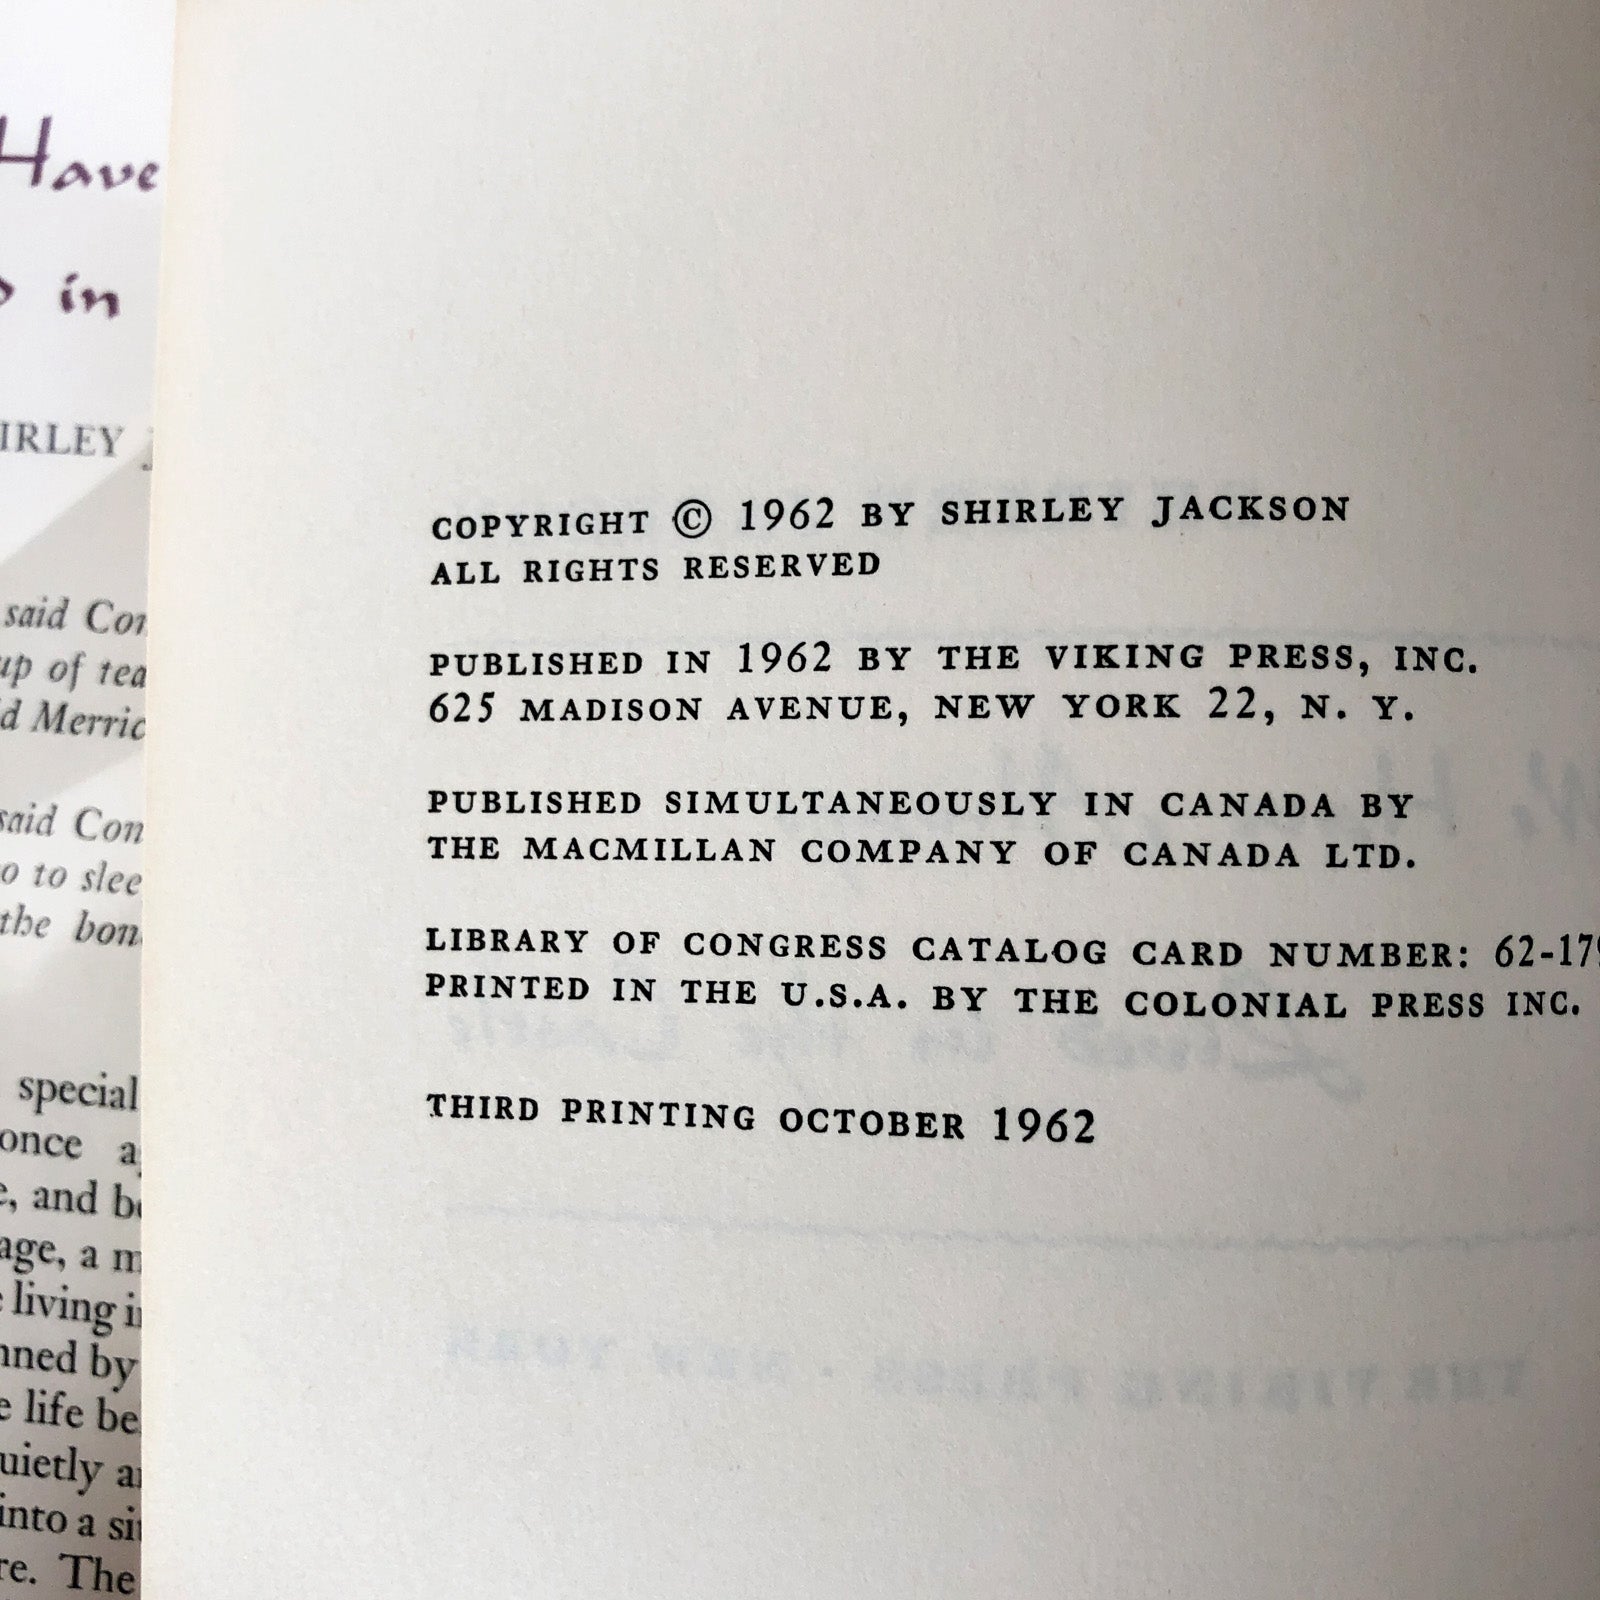 Have
in
IRLEY J
said Con
up of tea
d Merric
said Con
o to slee
the bon
special
once a
e, and be
age, a m
living i
nned by
e life be
uietly a
into a si
re. The
COPYRIGHT © 1962 BY SHIRLEY JACKSON
ALL RIGHTS RESERVED
PUBLISHED IN 1962 BY THE VIKING PRESS, INC.
625 MADISON AVENUE, NEW YORK 22, N. Y.
PUBLISHED SIMULTANEOUSLY IN CANADA BY
THE MACMILLAN COMPANY OF CANADA LTD.
LIBRARY OF CONGRESS CATALOG CARD NUMBER: 62-179
PRINTED IN THE U.S.A. BY THE COLONIAL PRESS INC.
THIRD PRINTING OCTOBER 1962